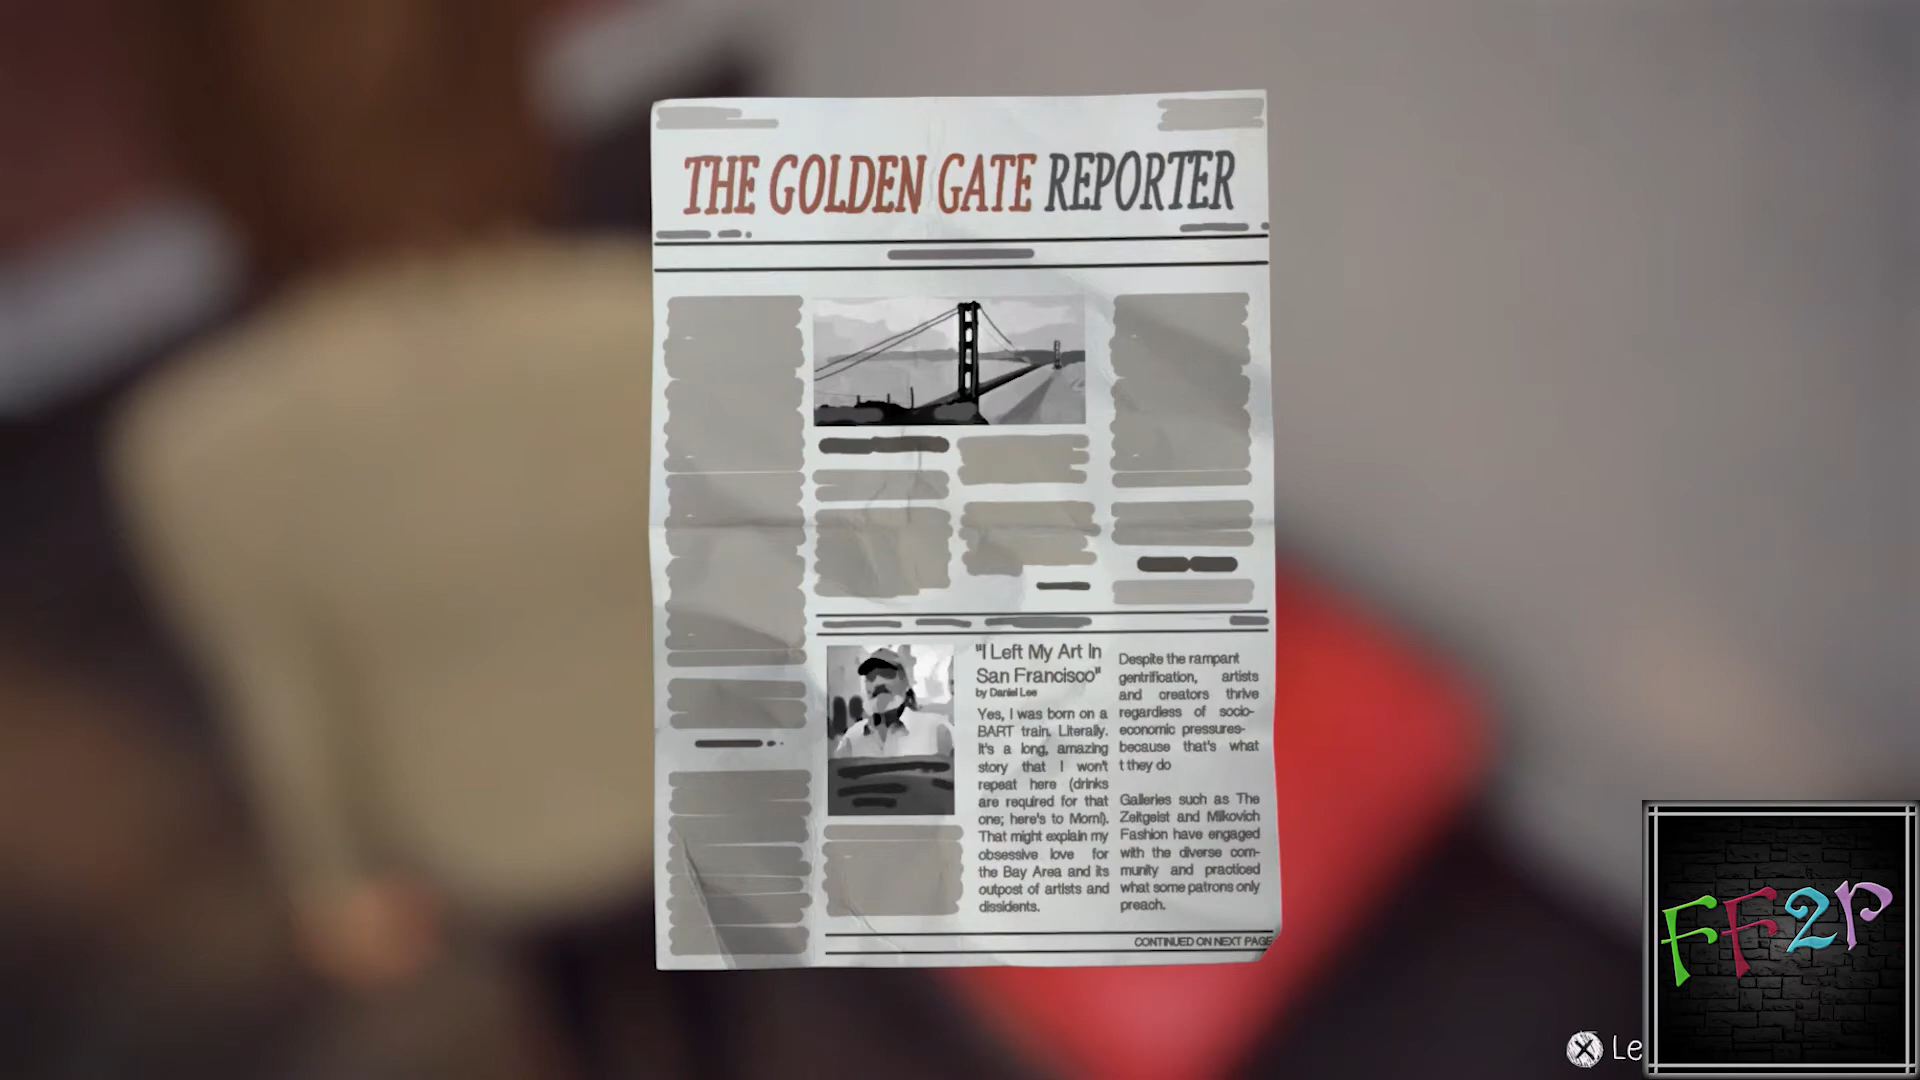 THE GOLDEN GATE REPORTER
"I Left My Art In
San Francisco"
by Daniel Lee
Yes, I was born on a
BART train. Literally.
It's a long, amazing
story that I won't
repeat here (drinks
are required for that
one; here's to Mom!).
That might explain my
obsessive love for
the Bay Area and its
outpost of artists and
dissidents.
Despite the rampant
gentrification, artists
and creators thrive
regardless of socio-
economic pressures-
because that's what
t they do
Galleries such as The
Zeitgeist and Milkovich
Fashion have engaged
with the diverse com-
munity and practiced
what some patrons only
preach.
CONTINUED ON NEXT PAGE
Le
FF2P